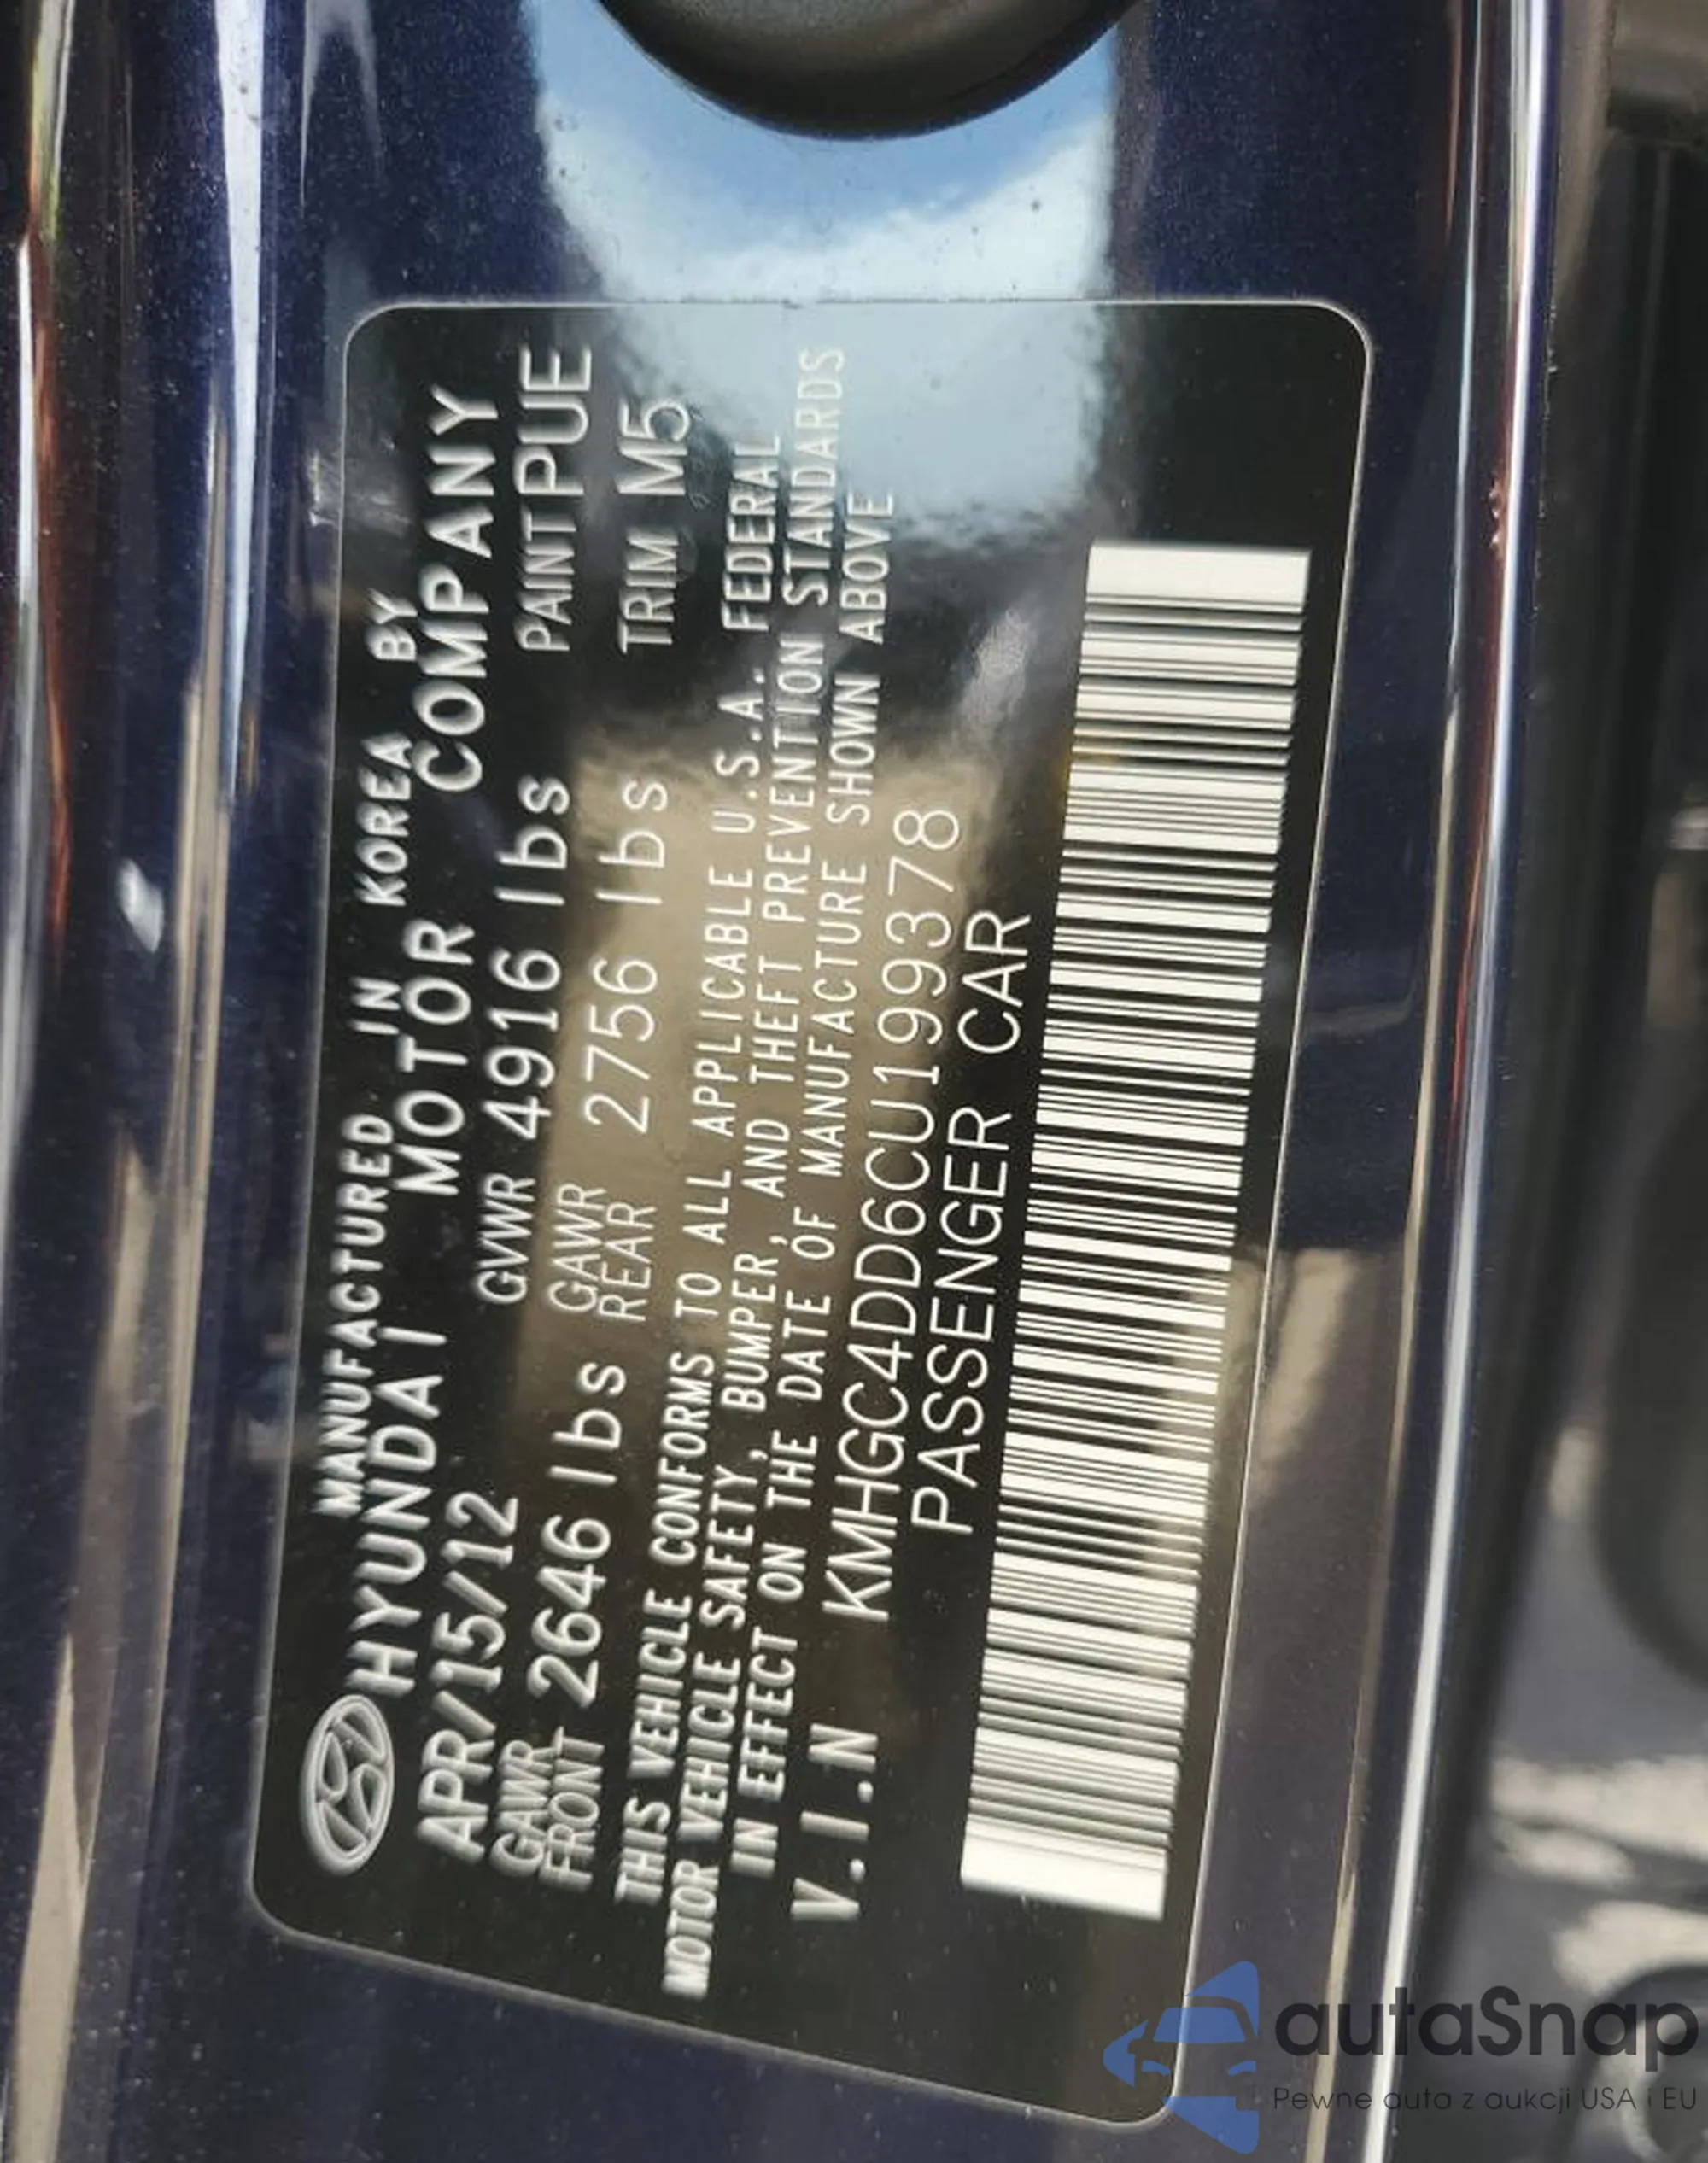 MANUFACTURED IN KOREA BY
HYUNDAI MOTOR COMPANY
APR/15/12 GVWR 4916 lbs PAINT PUE
GAWR FRONT 2646 lbs GAWR REAR 2756 lbs TRIM M5
THIS VEHICLE CONFORMS TO ALL APPLICABLE U.S.A. FEDERAL
MOTOR VEHICLE SAFETY, BUMPER, AND THEFT PREVENTION STANDARDS
IN EFFECT ON THE DATE OF MANUFACTURE SHOWN ABOVE
V.I.N KMHGC4DD6CU199378
PASSENGER CAR
autaSnap
Pewne auta z aukcji USA i EU